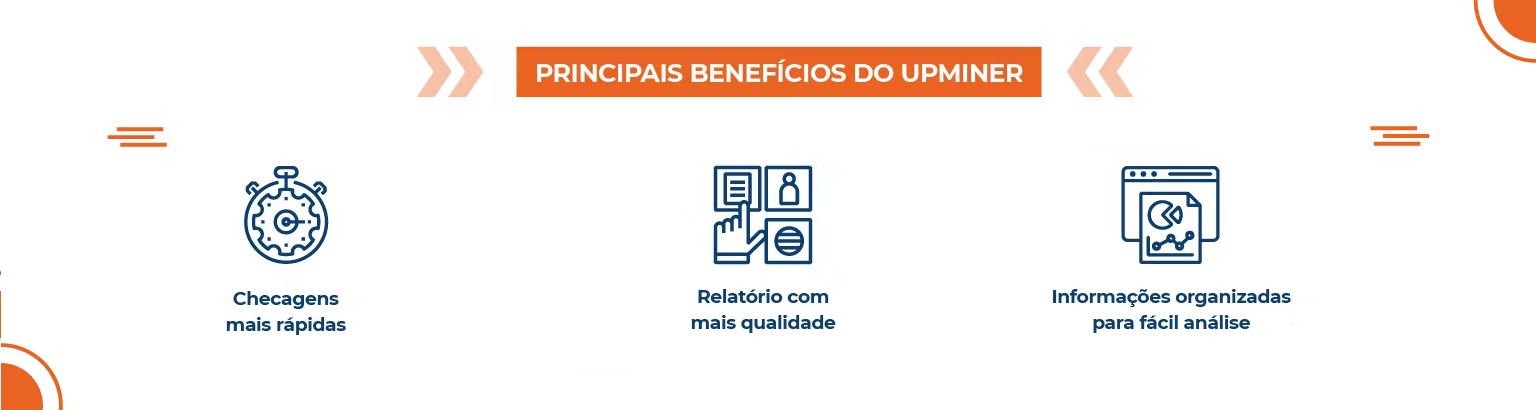 PRINCIPAIS BENEFÍCIOS DO UPMINER
Checagens
mais rápidas
Relatório com
mais qualidade
Informações organizadas
para fácil análise